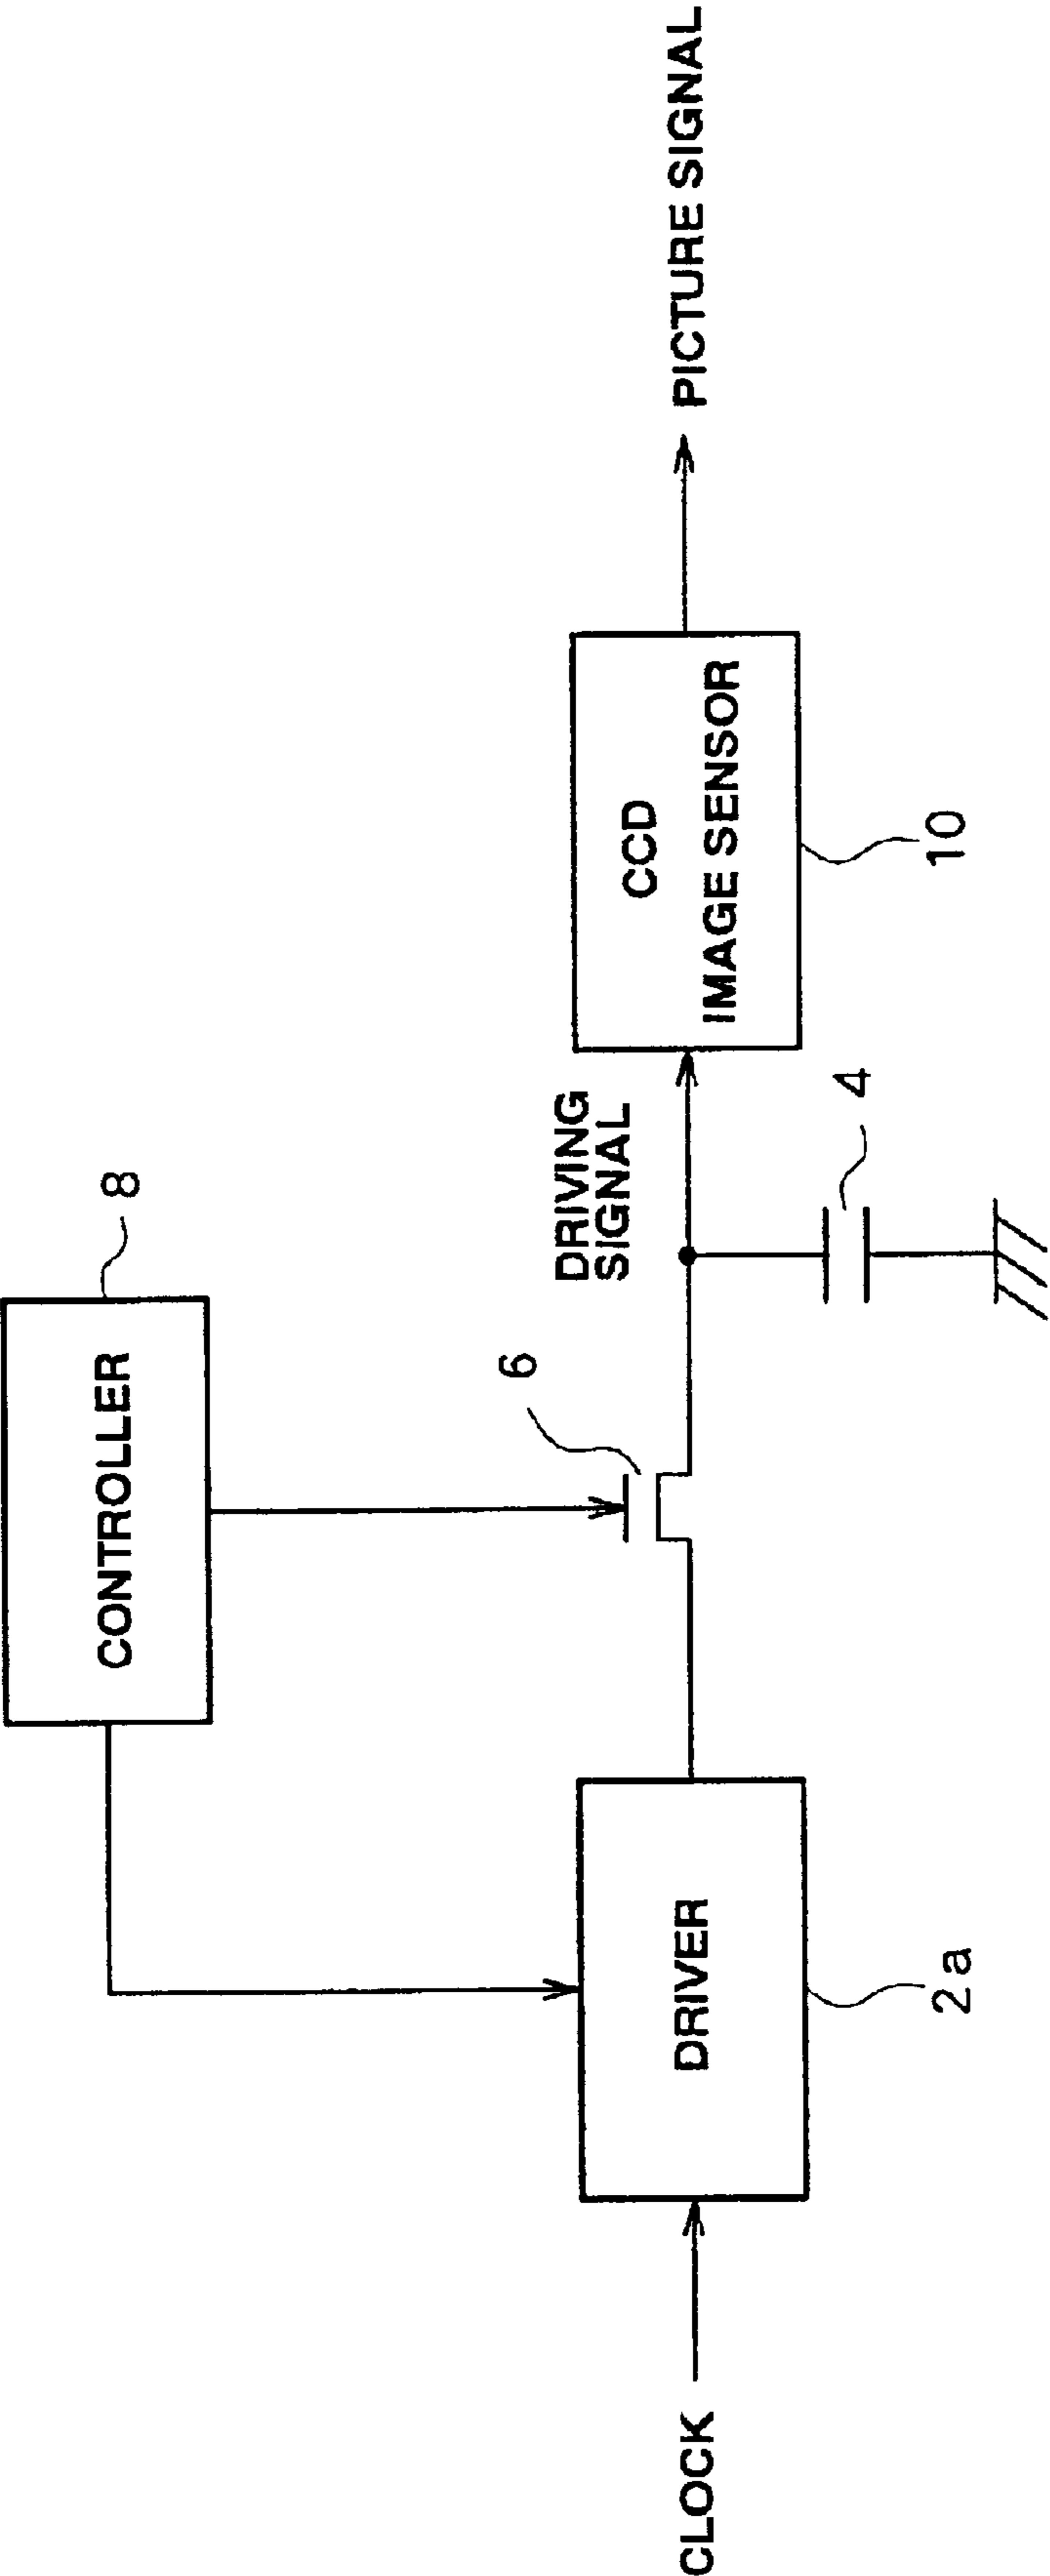 8
CONTROLLER
6
DRIVING
SIGNAL
CLOCK
DRIVER
2a
4
CCD
IMAGE SENSOR
10
PICTURE SIGNAL